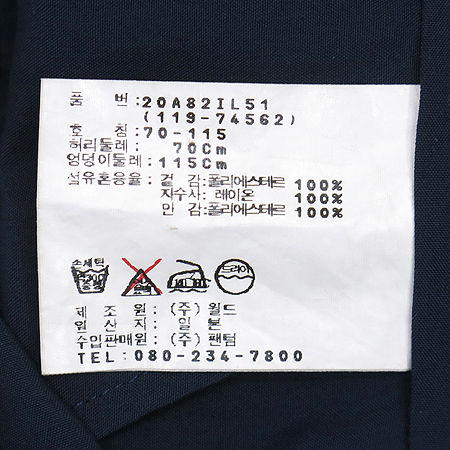 품 번 :20A82IL51
(119-74562)
호 칭 :70-115
허리둘레 : 70Cm
엉덩이둘레 :115Cm
섬유혼용율 : 겉 감:폴리에스테르 100%
자수사: 레이온 100%
안 감:폴리에스테르 100%
손세탁 드라이
제 조 원 : (주) 월드
원 산 지 : 일 본
수입판매원 : (주) 팬텀
TEL: 080-234-7800